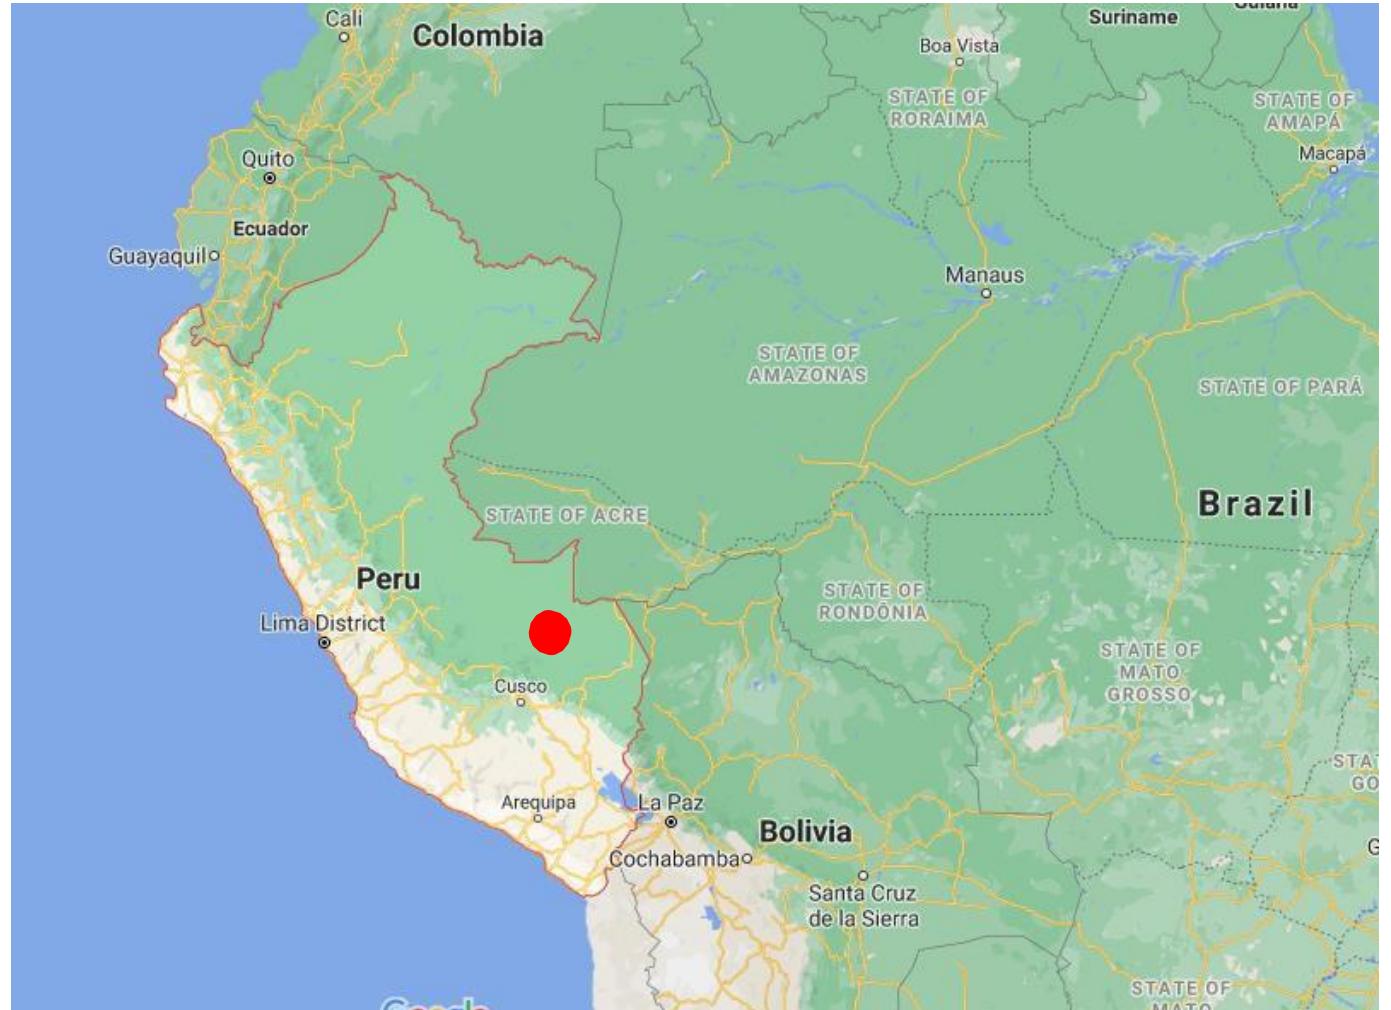 Cali
Colombia
Suriname
Boa Vista
STATE OF
RORAIMA
STATE OF
AMAPÁ
Macapá
Quito
Ecuador
Guayaquil
Manaus
STATE OF
AMAZONAS
STATE OF PARÁ
Brazil
STATE OF ACRE
Peru
STATE OF
RONDÔNIA
Lima District
STATE OF
MATO
GROSSO
Cusco
STAT
GO
Arequipa
La Paz
Bolivia
Cochabamba
G
Santa Cruz
de la Sierra
STATE OF